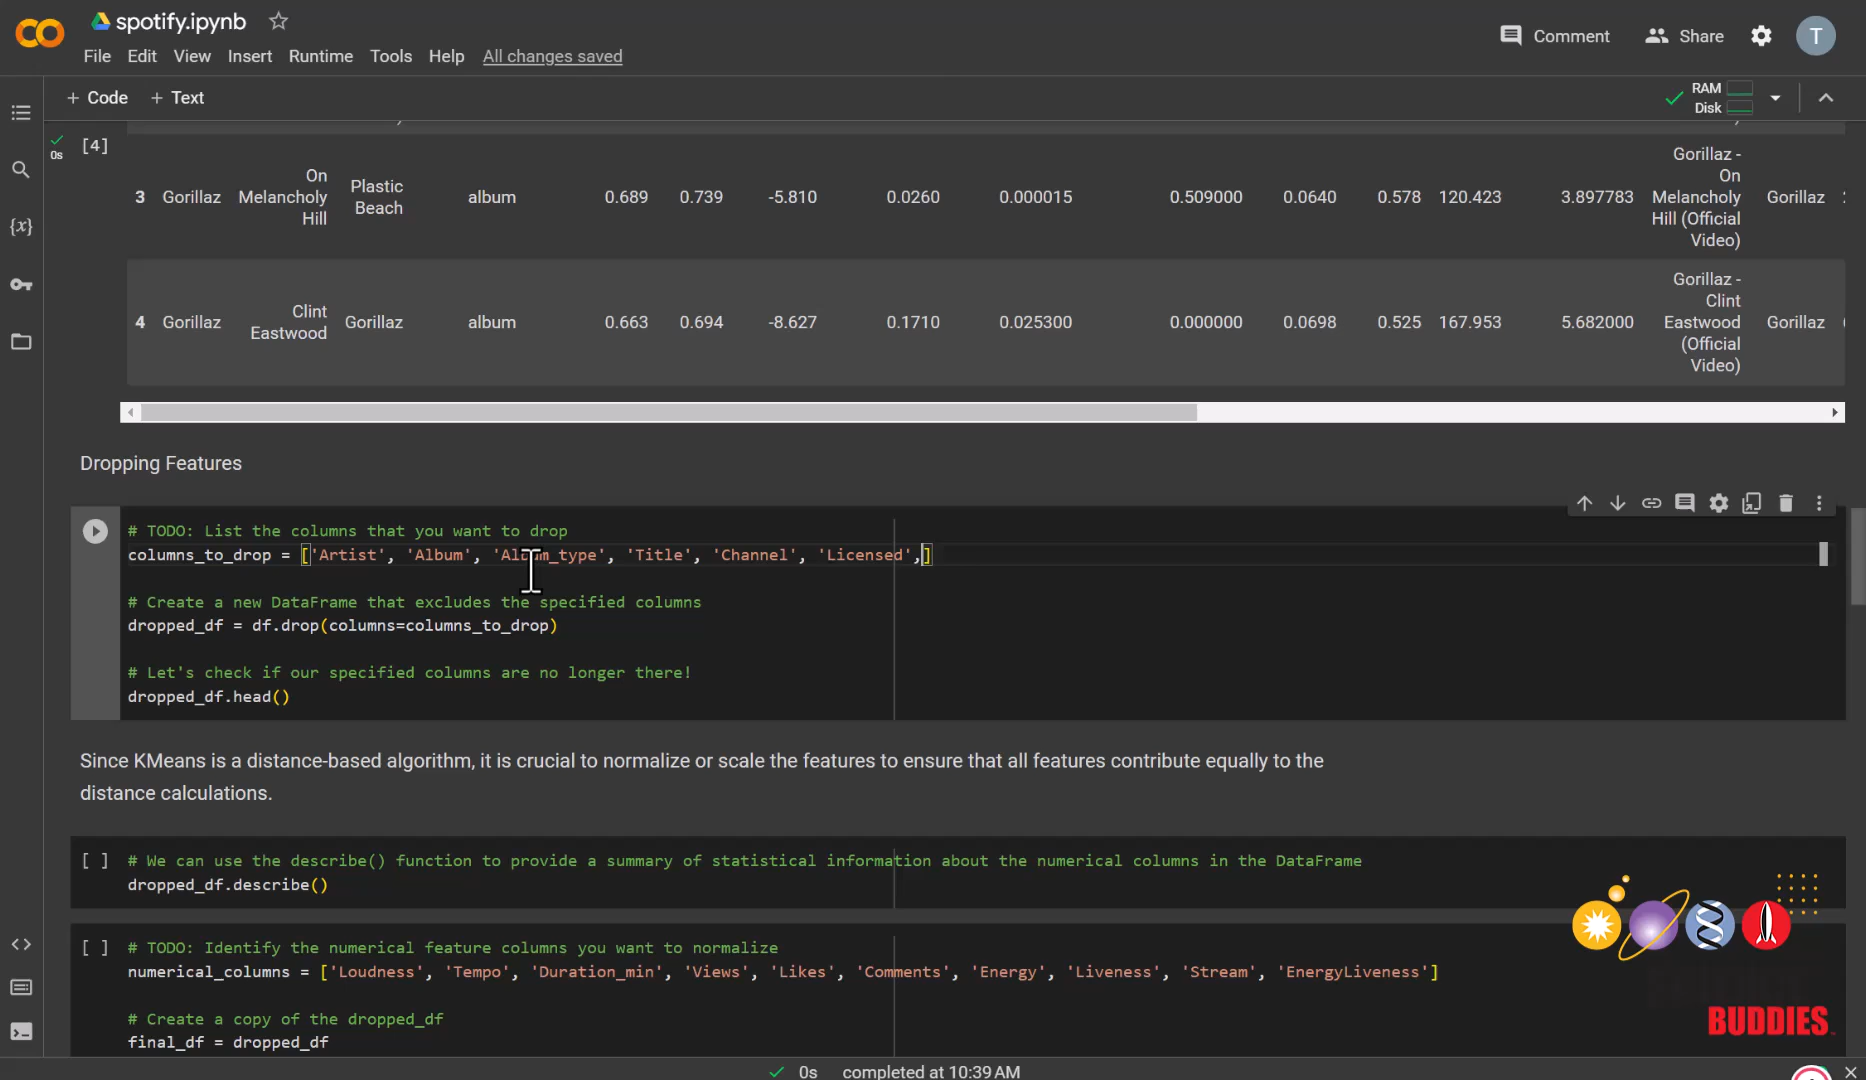 spotify.ipynb
File Edit View Insert Runtime Tools Help All changes saved
Comment Share T
+ Code + Text
RAM
Disk
0s
[4]
3 Gorillaz On Melancholy Hill Plastic Beach album 0.689 0.739 -5.810 0.0260 0.000015 0.509000 0.0640 0.578 120.423 3.897783 Gorillaz - On Melancholy Hill (Official Video) Gorillaz
4 Gorillaz Clint Eastwood Gorillaz album 0.663 0.694 -8.627 0.1710 0.025300 0.000000 0.0698 0.525 167.953 5.682000 Gorillaz - Clint Eastwood (Official Video) Gorillaz
Dropping Features
# TODO: List the columns that you want to drop
columns_to_drop = ['Artist', 'Album', 'Album_type', 'Title', 'Channel', 'Licensed',]
# Create a new DataFrame that excludes the specified columns
dropped_df = df.drop(columns=columns_to_drop)
# Let's check if our specified columns are no longer there!
dropped_df.head()
Since KMeans is a distance-based algorithm, it is crucial to normalize or scale the features to ensure that all features contribute equally to the
distance calculations.
[ ] # We can use the describe() function to provide a summary of statistical information about the numerical columns in the DataFrame
dropped_df.describe()
[ ] # TODO: Identify the numerical feature columns you want to normalize
numerical_columns = ['Loudness', 'Tempo', 'Duration_min', 'Views', 'Likes', 'Comments', 'Energy', 'Liveness', 'Stream', 'EnergyLiveness']
# Create a copy of the dropped_df
final_df = dropped_df
BUDDIES
0s completed at 10:39 AM